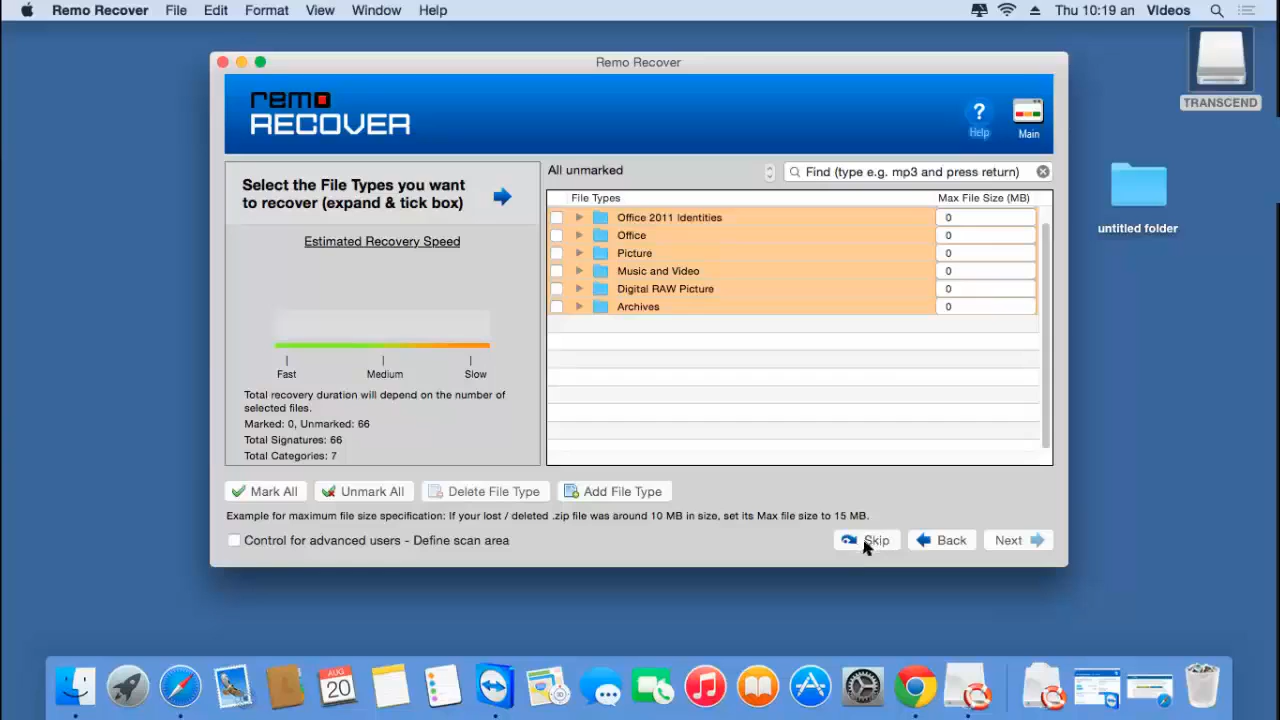 Remo Recover File Edit Format View Window Help Thu 10:19 an Videos
Remo Recover
remo
RECOVER
Help
Main
TRANSCEND
untitled folder
Select the File Types you want
to recover (expand & tick box)
Estimated Recovery Speed
Fast Medium Slow
Total recovery duration will depend on the number of
selected files.
Marked: 0, Unmarked: 66
Total Signatures: 66
Total Categories: 7
All unmarked
Find (type e.g. mp3 and press return)
File Types Max File Size (MB)
Office 2011 Identities 0
Office 0
Picture 0
Music and Video 0
Digital RAW Picture 0
Archives 0
Mark All Unmark All Delete File Type Add File Type
Example for maximum file size specification: If your lost / deleted .zip file was around 10 MB in size, set its Max file size to 15 MB.
Control for advanced users - Define scan area
Skip Back Next
AUG
20